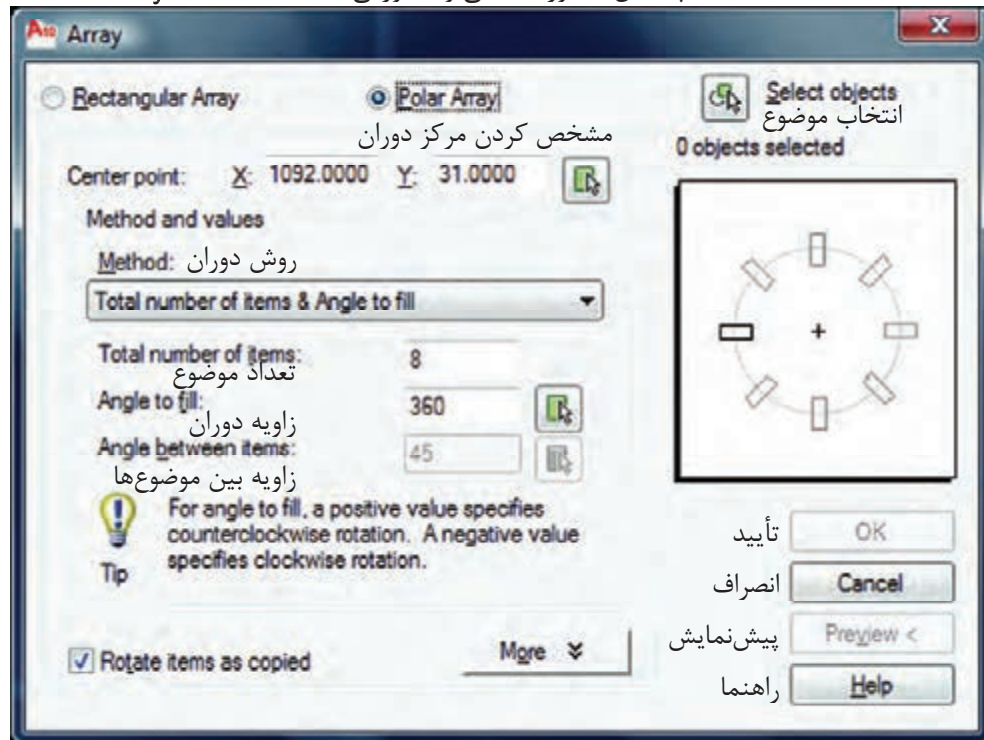 Array
Rectangular Array
Polar Array
Select objects
انتخاب موضوع
0 objects selected
مشخص کردن مرکز دوران
Center point: X: 1092.0000 Y: 31.0000
Method and values
Method: روش دوران
Total number of items & Angle to fill
Total number of items: 8
تعداد موضوع
Angle to fill: 360
زاویه دوران
Angle between items: 45
زاویه بین موضوع‌ها
For angle to fill, a positive value specifies
counterclockwise rotation. A negative value
specifies clockwise rotation.
Tip
Rotate items as copied
More
تأیید OK
انصراف Cancel
پیش‌نمایش Preview <
راهنما Help